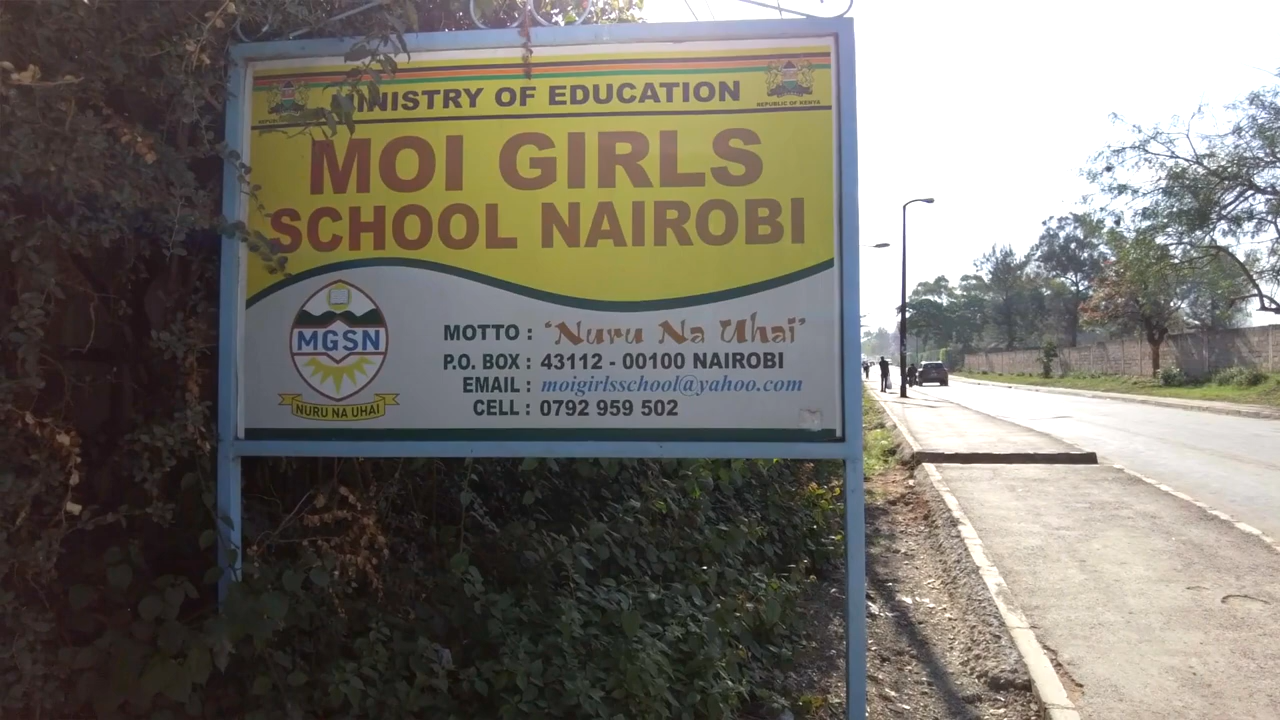 MINISTRY OF EDUCATION
REPUBLIC OF KENYA
MOI GIRLS
SCHOOL NAIROBI
MGSN
NURU NA UHAI
MOTTO : 'Nuru Na Uhai'
P.O. BOX : 43112 - 00100 NAIROBI
EMAIL : moigirlsschool@yahoo.com
CELL : 0792 959 502